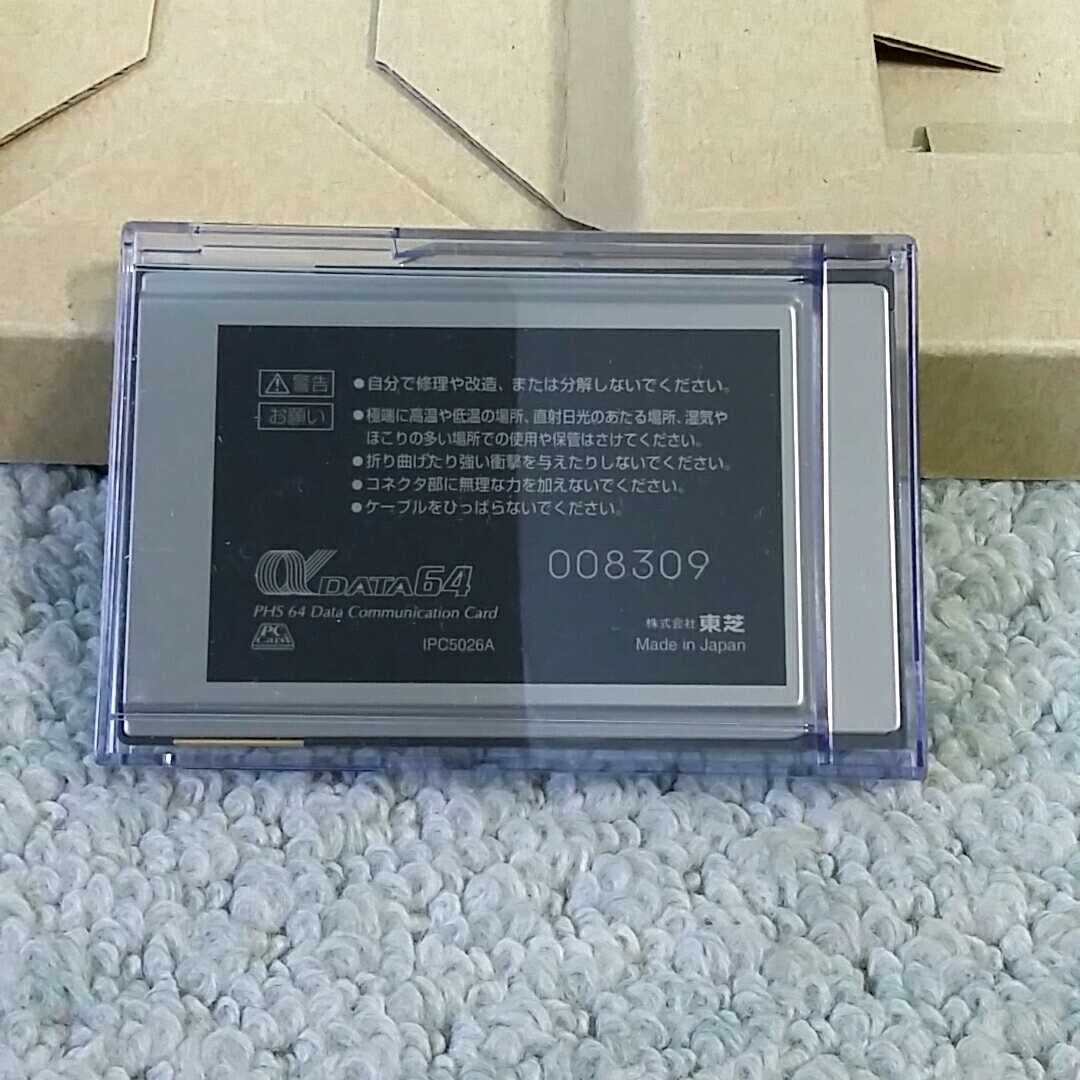 警告
●自分で修理や改造、または分解しないでください。
お願い
●極端に高温や低温の場所、直射日光のあたる場所、湿気や
ほこりの多い場所での使用や保管はさけてください。
●折り曲げたり強い衝撃を与えたりしないでください。
●コネクタ部に無理な力を加えないでください。
●ケーブルをひっぱらないでください。
α DATA64
008309
PHS 64 Data Communication Card
PC Card
IPC5026A
株式会社 東芝
Made in Japan